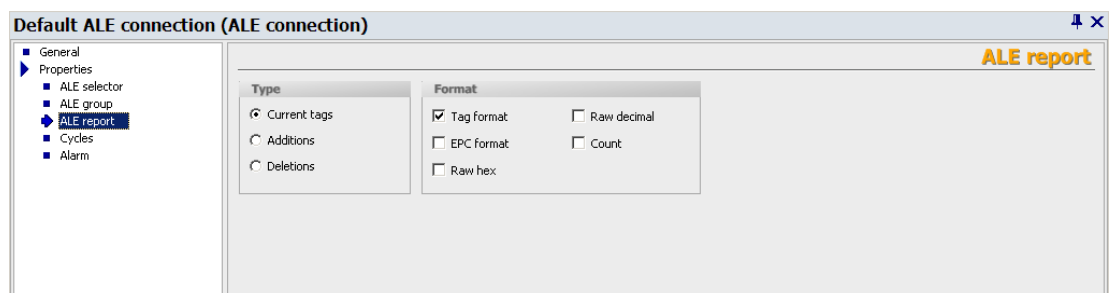 Default ALE connection (ALE connection)
General
Properties
ALE selector
ALE group
ALE report
Cycles
Alarm
ALE report
Type
Current tags
Additions
Deletions
Format
Tag format
Raw decimal
EPC format
Count
Raw hex